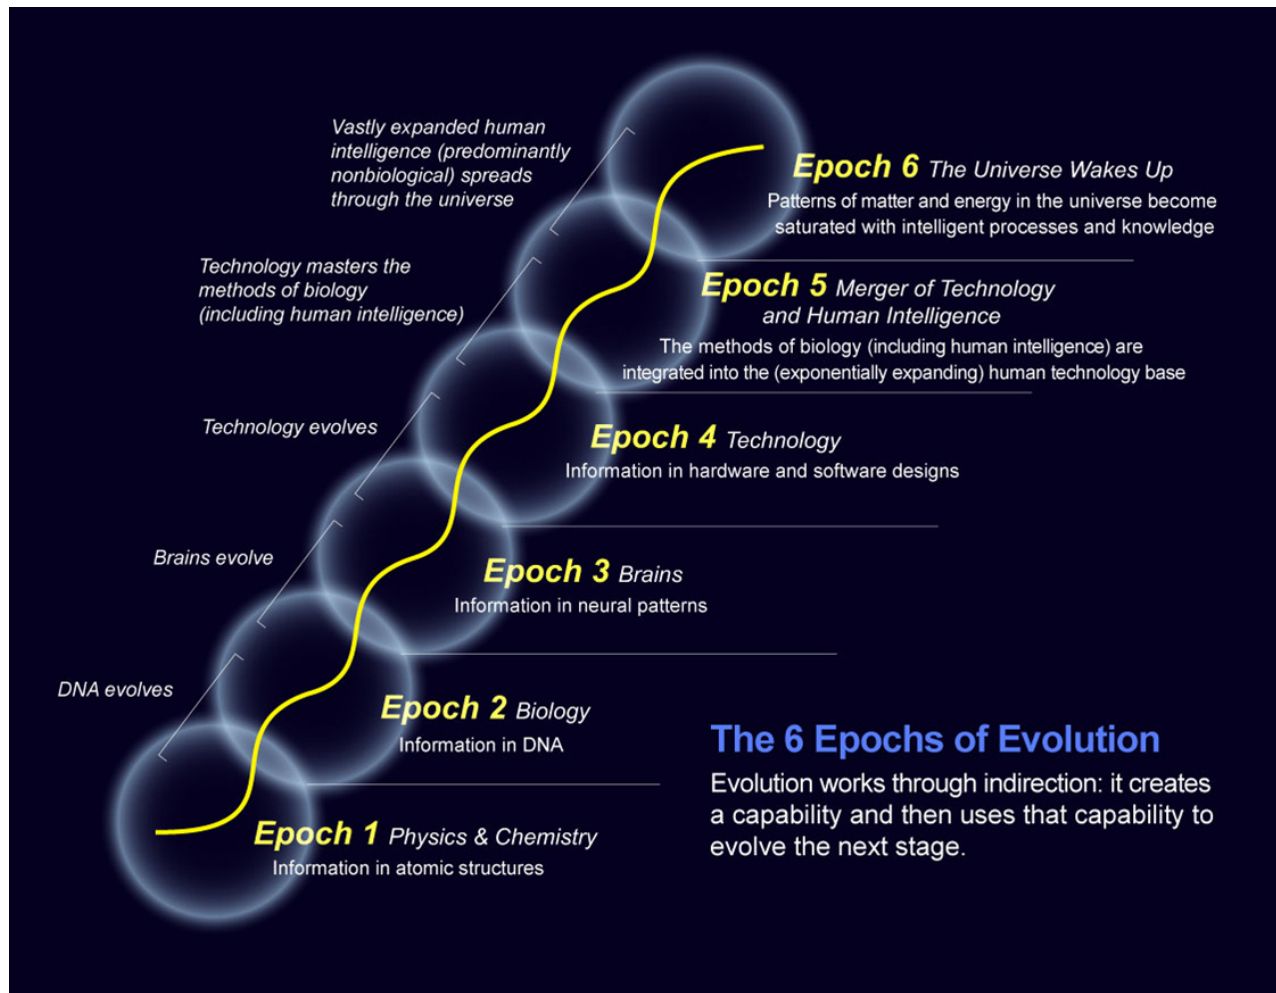 Vastly expanded human
intelligence (predominantly
nonbiological) spreads
through the universe
Epoch 6 The Universe Wakes Up
Patterns of matter and energy in the universe become
saturated with intelligent processes and knowledge
Technology masters the
methods of biology
(including human intelligence)
Epoch 5 Merger of Technology
and Human Intelligence
The methods of biology (including human intelligence) are
integrated into the (exponentially expanding) human technology base
Technology evolves
Epoch 4 Technology
Information in hardware and software designs
Brains evolve
Epoch 3 Brains
Information in neural patterns
DNA evolves
Epoch 2 Biology
Information in DNA
Epoch 1 Physics & Chemistry
Information in atomic structures
The 6 Epochs of Evolution
Evolution works through indirection: it creates
a capability and then uses that capability to
evolve the next stage.